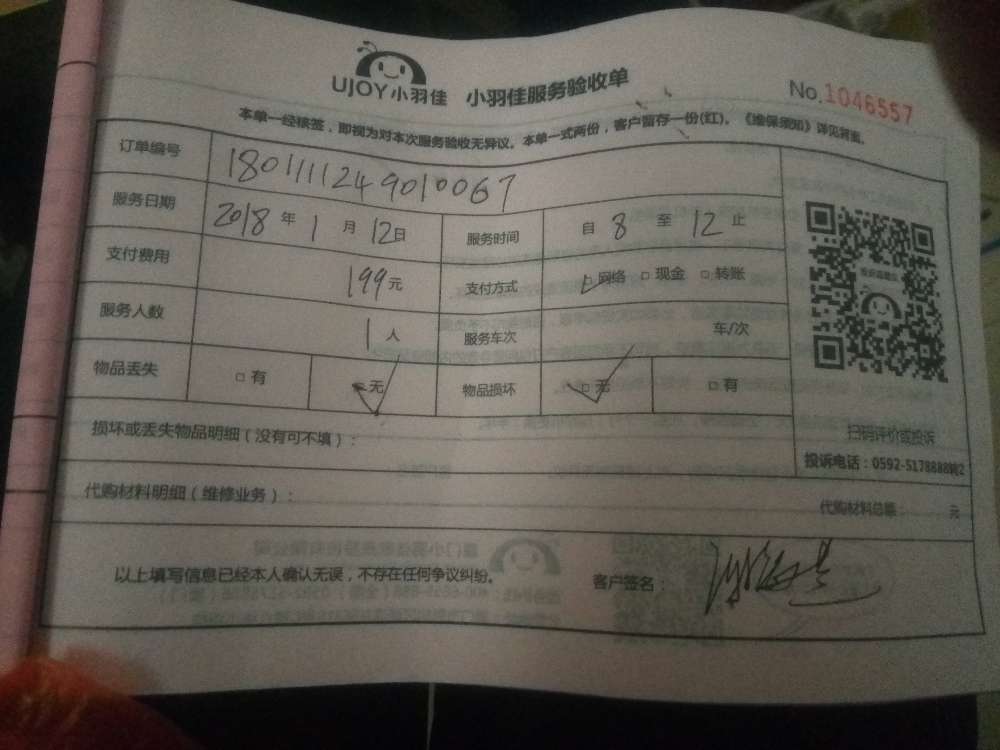 UJOY小羽佳 小羽佳服务验收单 No.1046557
本单一经核签，即视为对本次服务验收无异议。本单一式两份，客户留存一份(红)。《维保须知》详见背面。
订单编号 1801111249010067
服务日期 2018年1月12日 服务时间 自8至12止
支付费用 199元 支付方式 □网络 □现金 □转账
服务人数 1人 服务车次 车/次
物品丢失 □有 □无 物品损坏 □无 □有
损坏或丢失物品明细（没有可不填）：
扫码评价或投诉
投诉电话：0592-5178888转2
代购材料明细（维修业务）： 代购材料总额： 元
以上填写信息已经本人确认无误，不存在任何争议纠纷。 客户签名：